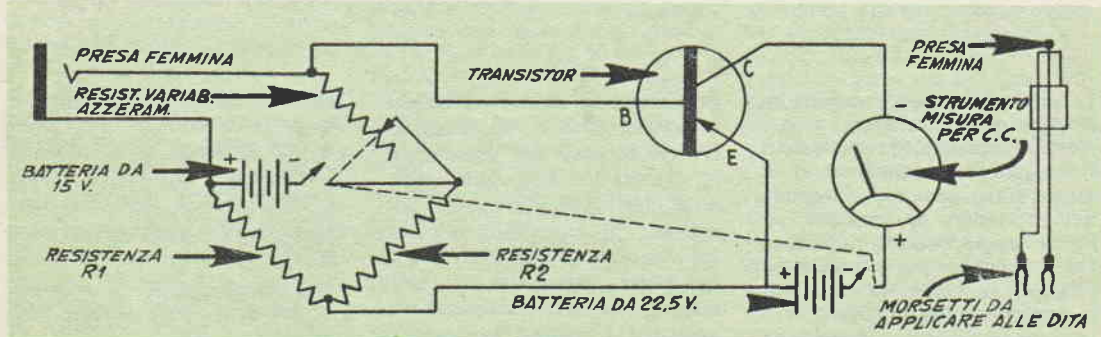 PRESA FEMMINA
RESIST. VARIAB.
AZZERAM.
BATTERIA DA
15 V.
+ -
RESISTENZA
R1
RESISTENZA
R2
TRANSISTOR
B
C
E
BATTERIA DA 22,5 V.
+ -
-
STRUMENTO
MISURA
PER C.C.
+
PRESA
FEMMINA
MORSETTI DA
APPLICARE ALLE DITA